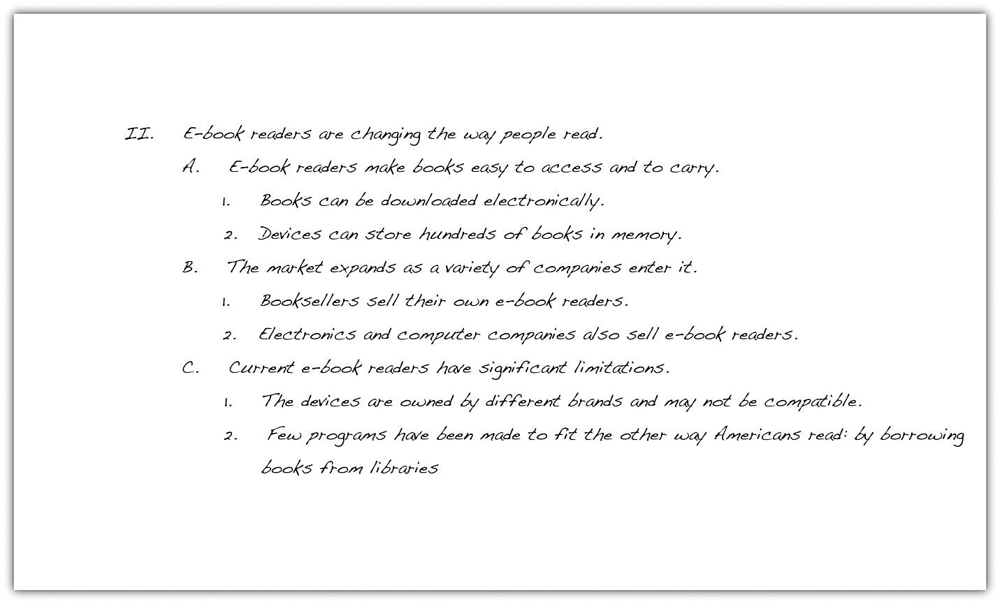 II. E-book readers are changing the way people read.
A. E-book readers make books easy to access and to carry.
1. Books can be downloaded electronically.
2. Devices can store hundreds of books in memory.
B. The market expands as a variety of companies enter it.
1. Booksellers sell their own e-book readers.
2. Electronics and computer companies also sell e-book readers.
C. Current e-book readers have significant limitations.
1. The devices are owned by different brands and may not be compatible.
2. Few programs have been made to fit the other way Americans read: by borrowing
books from libraries